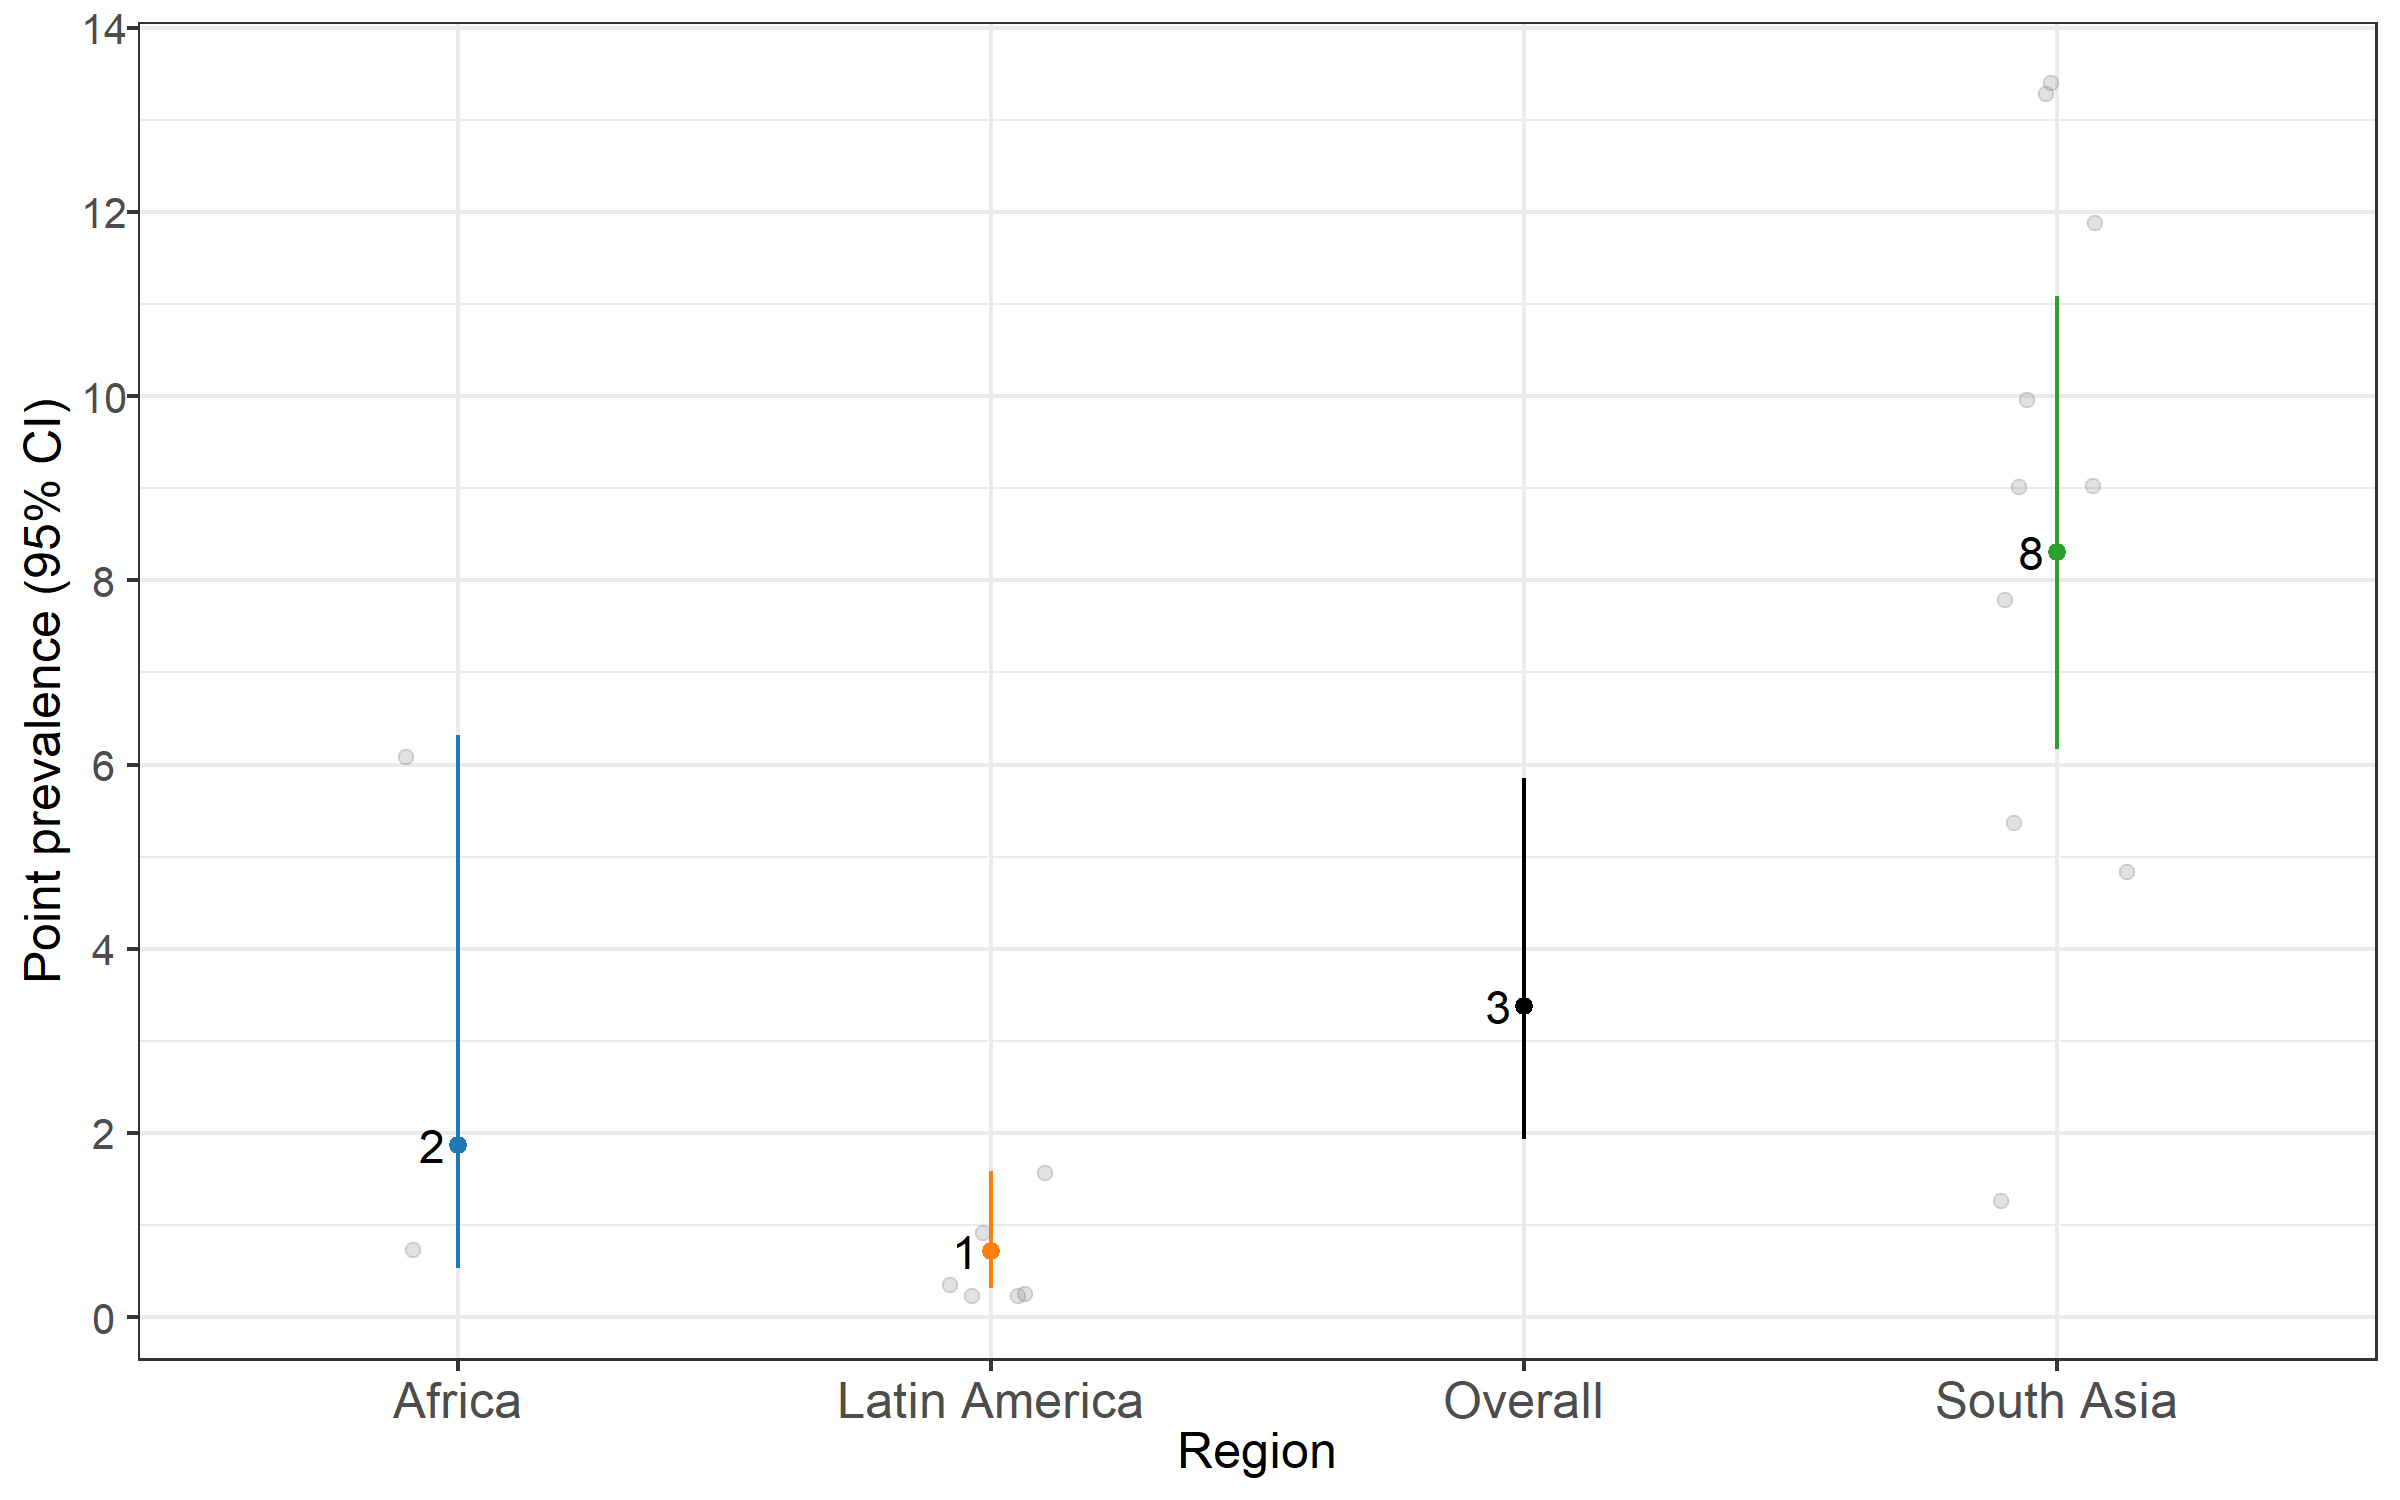 Point prevalence (95% CI)
14
12
10
8
6
4
2
0
2
1
3
8
Africa
Latin America
Overall
South Asia
Region